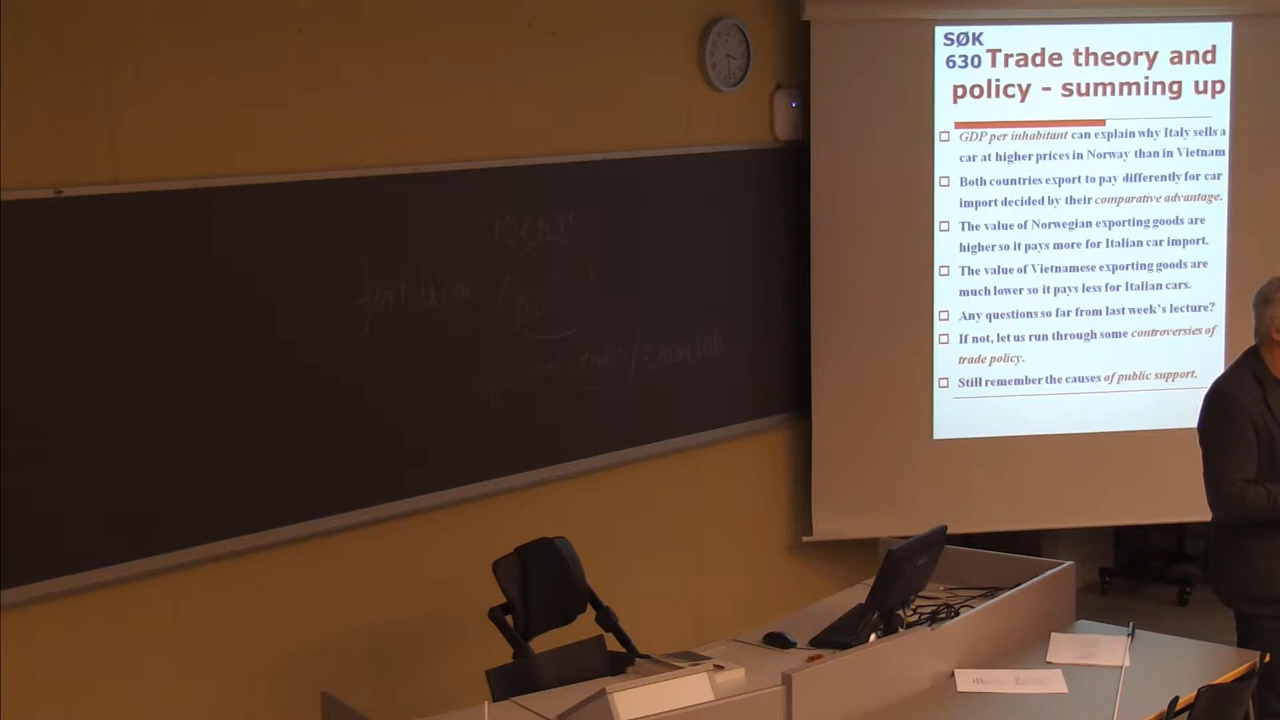 SØK
630 Trade theory and
policy - summing up
GDP per inhabitant can explain why Italy sells a
car at higher prices in Norway than in Vietnam
Both countries export to pay differently for car
import decided by their comparative advantage.
The value of Norwegian exporting goods are
higher so it pays more for Italian car import.
The value of Vietnamese exporting goods are
much lower so it pays less for Italian cars.
Any questions so far from last week's lecture?
If not, let us run through some controversies of
trade policy.
Still remember the causes of public support.